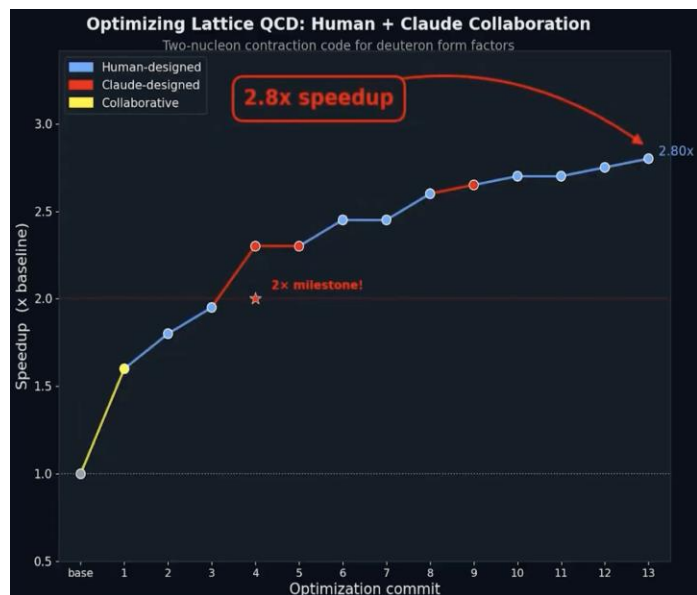 Optimizing Lattice QCD: Human + Claude Collaboration
Two-nucleon contraction code for deuteron form factors
Human-designed
Claude-designed
Collaborative
2.8x speedup
2.80x
2× milestone!
Speedup (x baseline)
3.0
2.5
2.0
1.5
1.0
0.5
base 1 2 3 4 5 6 7 8 9 10 11 12 13
Optimization commit